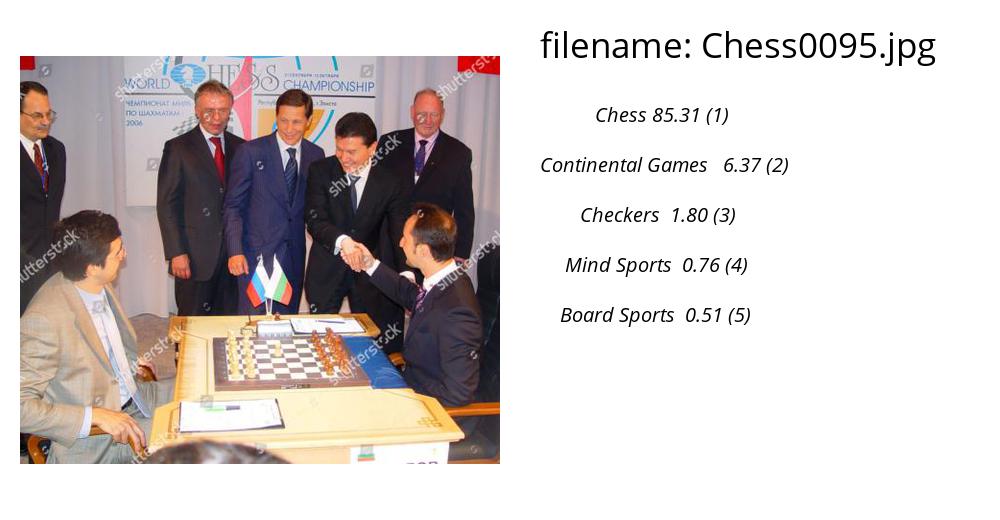 WORLD CHESS CHAMPIONSHIP
ЧЕМПИОНАТ МИРА
ПО ШАХМАТАМ
2006
shutterstock
filename: Chess0095.jpg
Chess 85.31 (1)
Continental Games 6.37 (2)
Checkers 1.80 (3)
Mind Sports 0.76 (4)
Board Sports 0.51 (5)